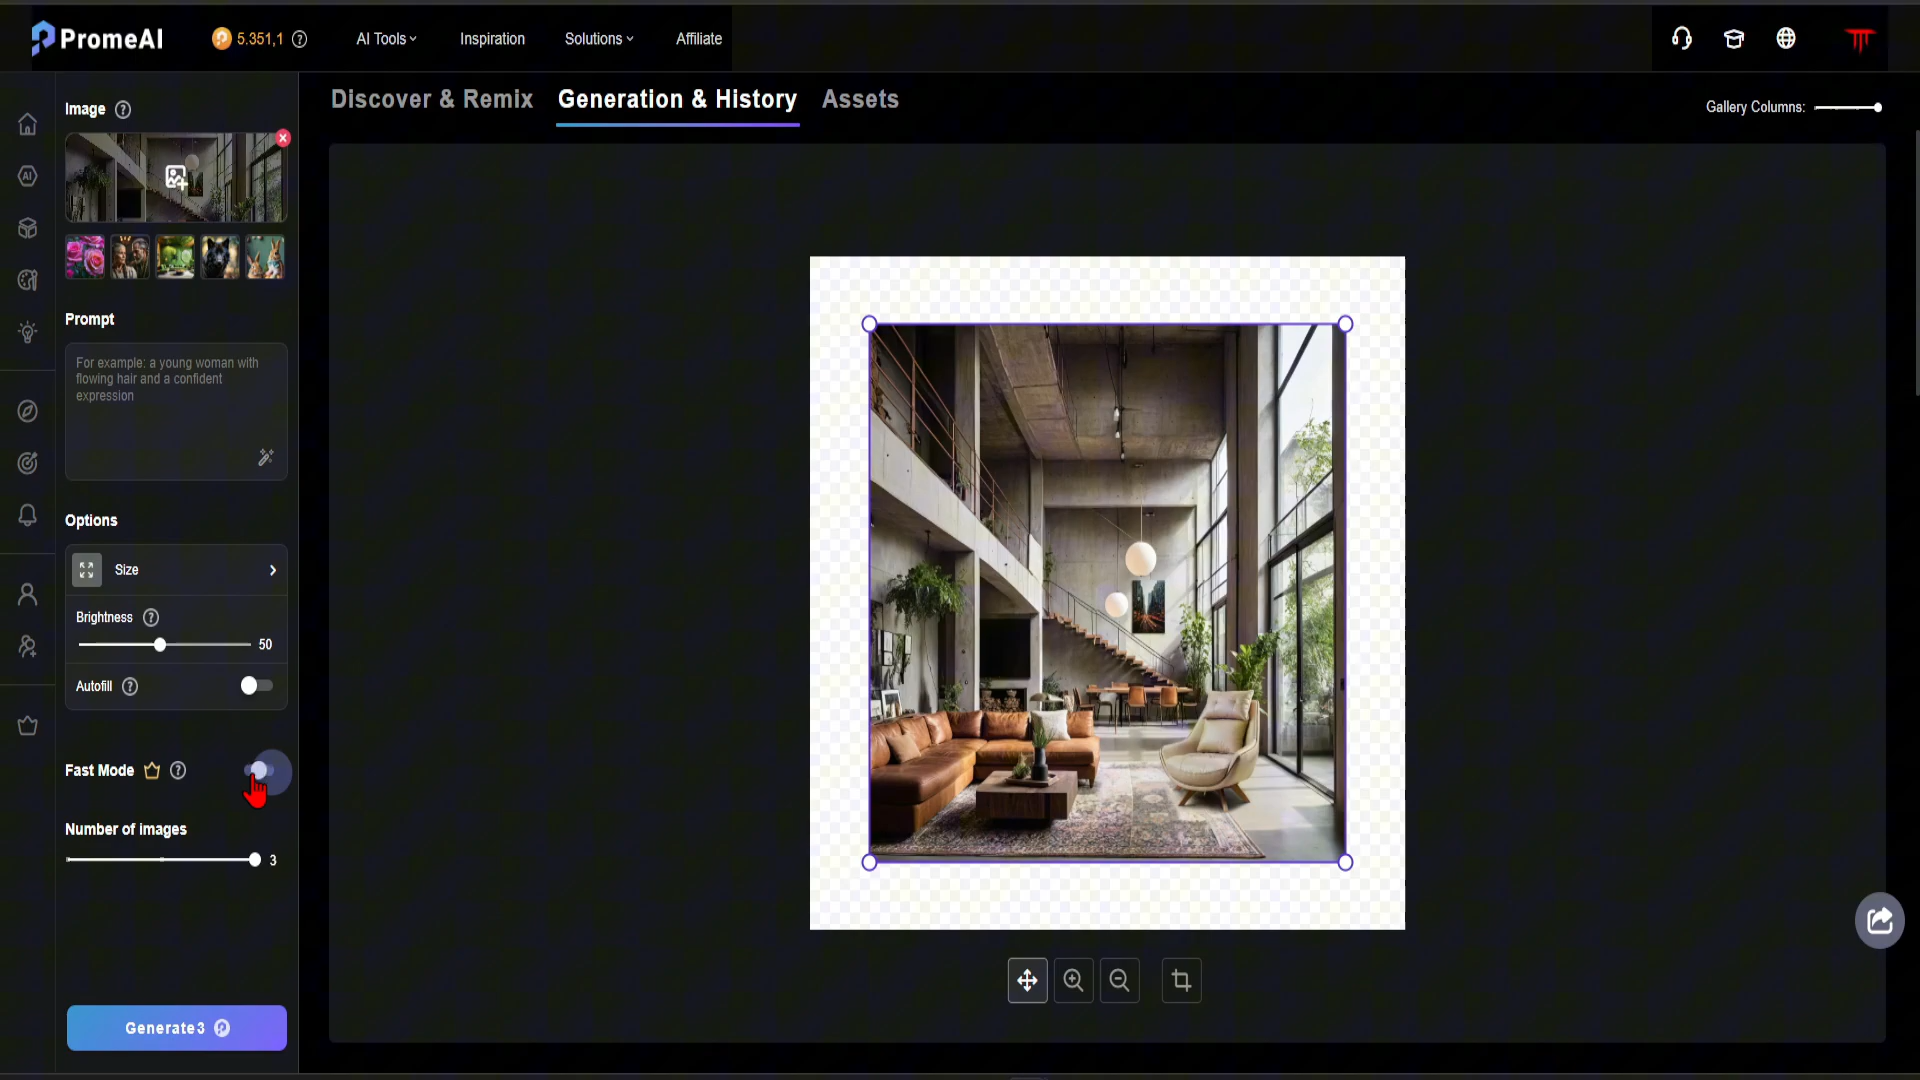 PromeAI
5.351,1
AI Tools
Inspiration
Solutions
Affiliate
Discover & Remix
Generation & History
Assets
Gallery Columns:
Image
AI
Prompt
For example: a young woman with
flowing hair and a confident
expression
Options
Size
Brightness
50
Autofill
Fast Mode
Number of images
3
Generate3